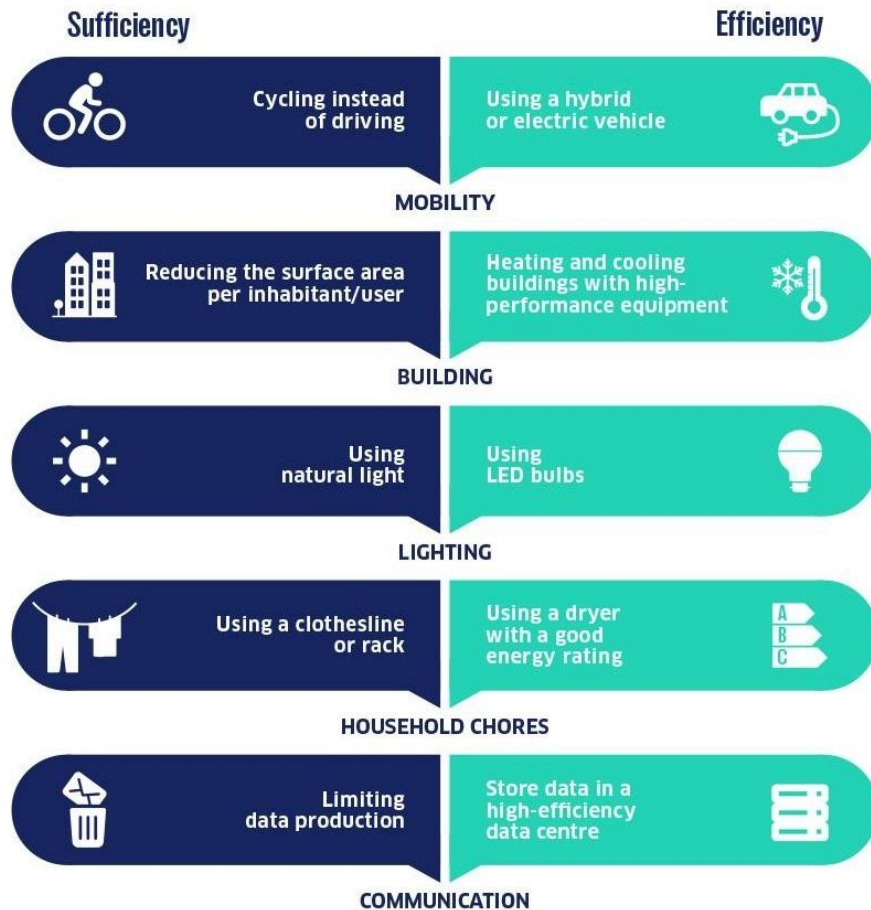 Sufficiency
Efficiency
Cycling instead
of driving
Using a hybrid
or electric vehicle
MOBILITY
Reducing the surface area
per inhabitant/user
Heating and cooling
buildings with high-
performance equipment
BUILDING
Using
natural light
Using
LED bulbs
LIGHTING
Using a clothesline
or rack
Using a dryer
with a good
energy rating
A
B
C
HOUSEHOLD CHORES
Limiting
data production
Store data in a
high-efficiency
data centre
COMMUNICATION